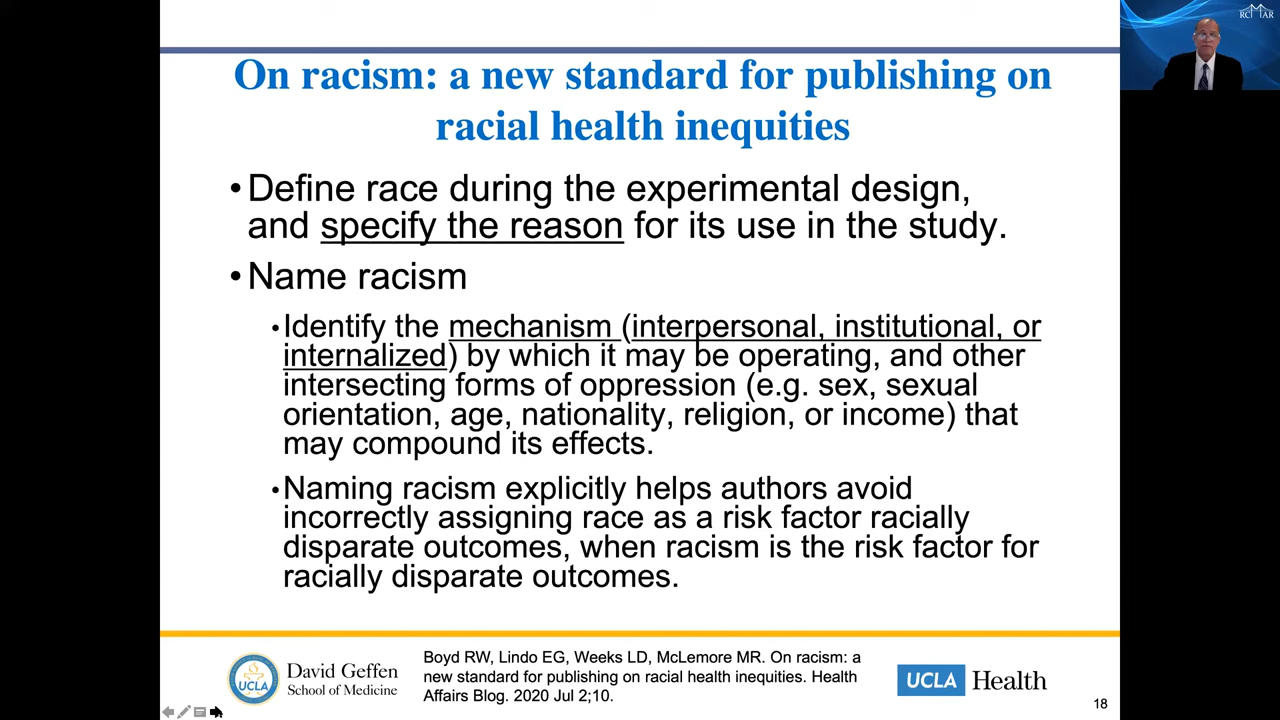 RCMAR
On racism: a new standard for publishing on
racial health inequities
• Define race during the experimental design,
and specify the reason for its use in the study.
• Name racism
• Identify the mechanism (interpersonal, institutional, or
internalized) by which it may be operating, and other
intersecting forms of oppression (e.g. sex, sexual
orientation, age, nationality, religion, or income) that
may compound its effects.
• Naming racism explicitly helps authors avoid
incorrectly assigning race as a risk factor racially
disparate outcomes, when racism is the risk factor for
racially disparate outcomes.
UCLA
David Geffen
School of Medicine
Boyd RW, Lindo EG, Weeks LD, McLemore MR. On racism: a
new standard for publishing on racial health inequities. Health
Affairs Blog. 2020 Jul 2;10.
UCLA Health
18